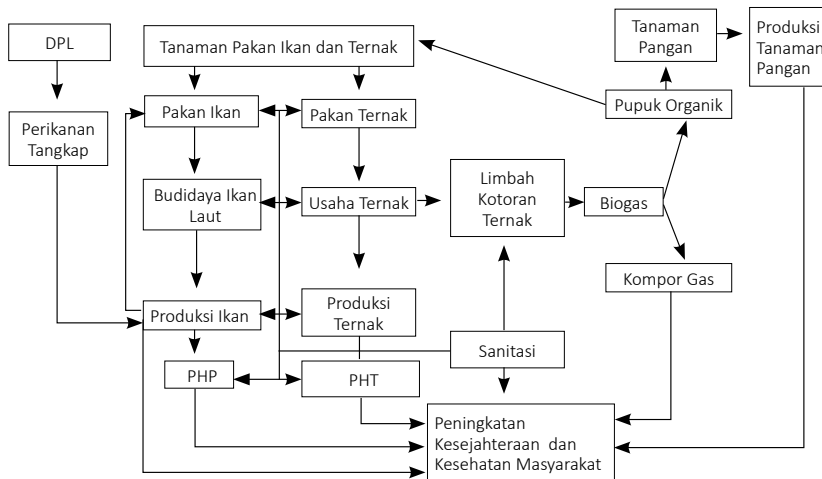 DPL
Tanaman Pakan Ikan dan Ternak
Tanaman
Pangan
Produksi
Tanaman
Pangan
Perikanan
Tangkap
Pakan Ikan
Pakan Ternak
Pupuk Organik
Budidaya Ikan
Laut
Usaha Ternak
Limbah
Kotoran
Ternak
Biogas
Kompor Gas
Produksi Ikan
Produksi
Ternak
Sanitasi
PHP
PHT
Peningkatan
Kesejahteraan dan
Kesehatan Masyarakat